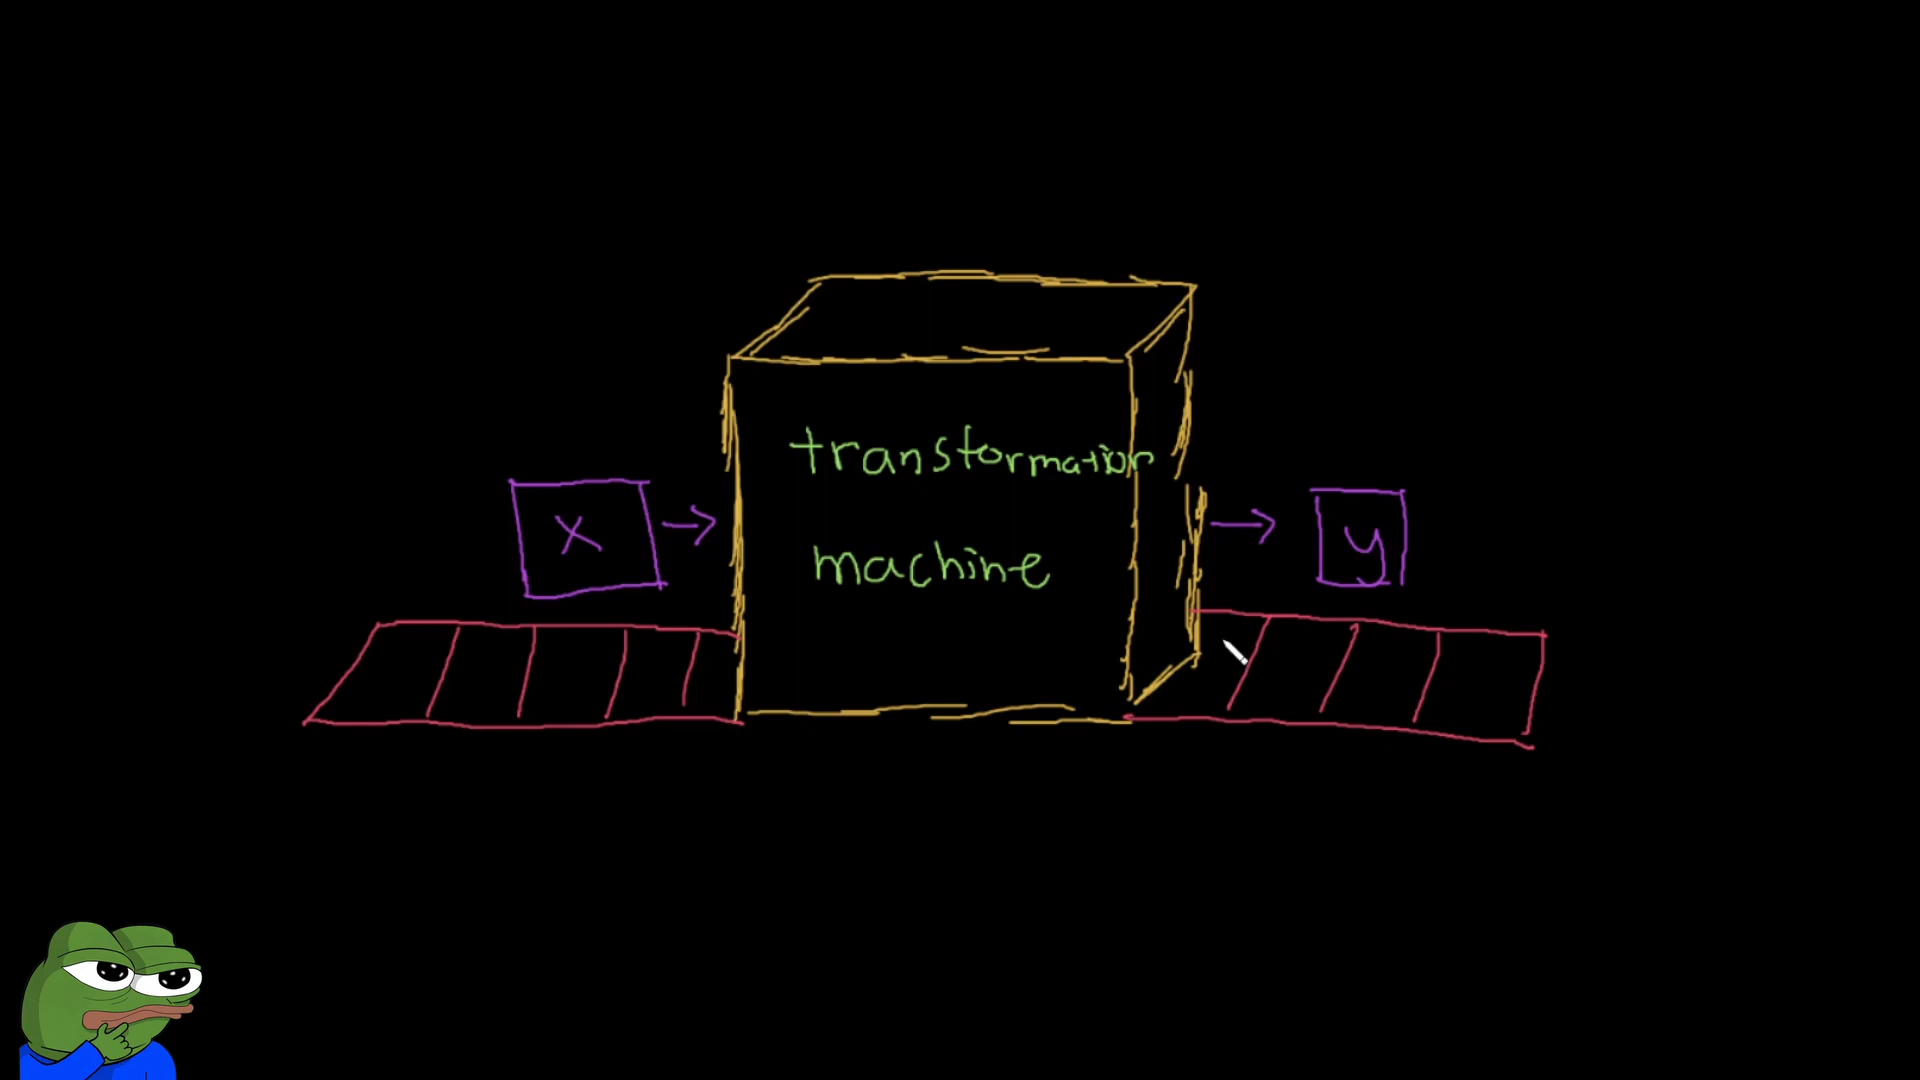 transformation
machine
x
y